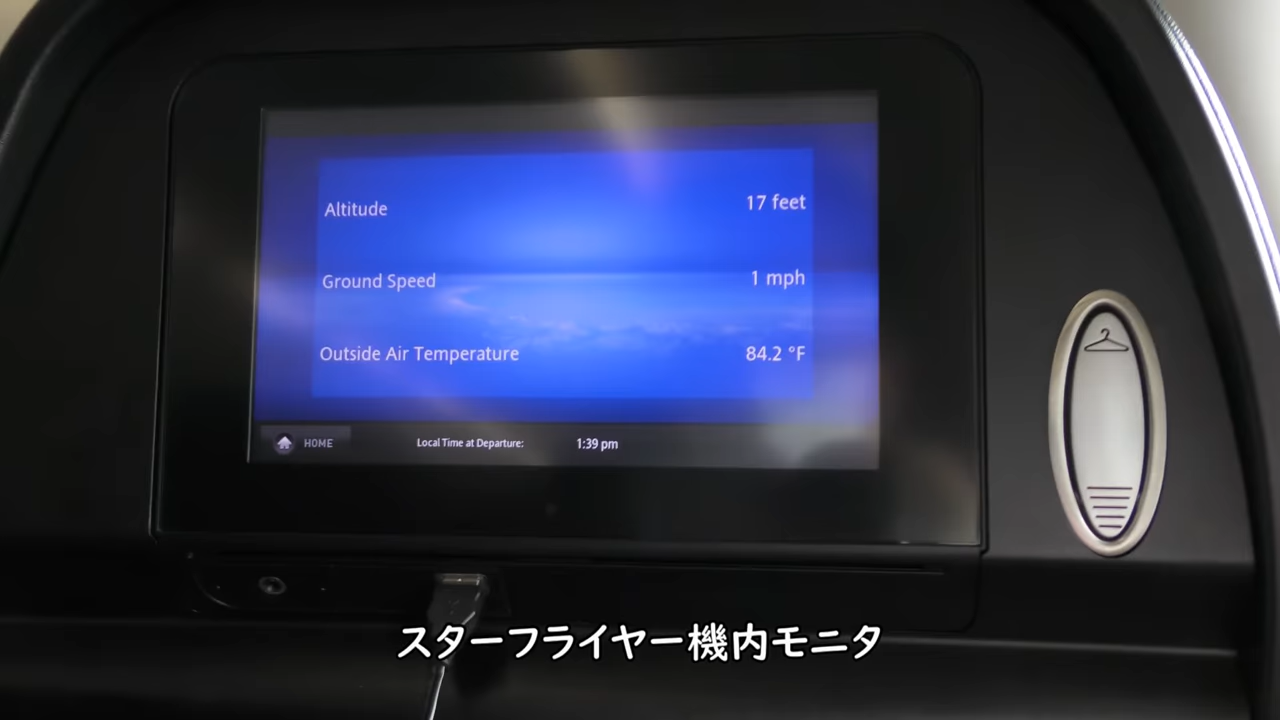 Altitude 17 feet
Ground Speed 1 mph
Outside Air Temperature 84.2 °F
HOME Local Time at Departure: 1:39 pm
スターフライヤー機内モニタ